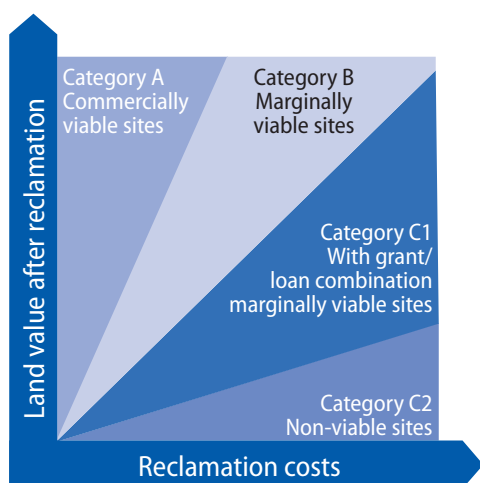 Category A
Commercially
viable sites
Category B
Marginally
viable sites
Category C1
With grant/
loan combination
marginally viable sites
Category C2
Non-viable sites
Land value after reclamation
Reclamation costs